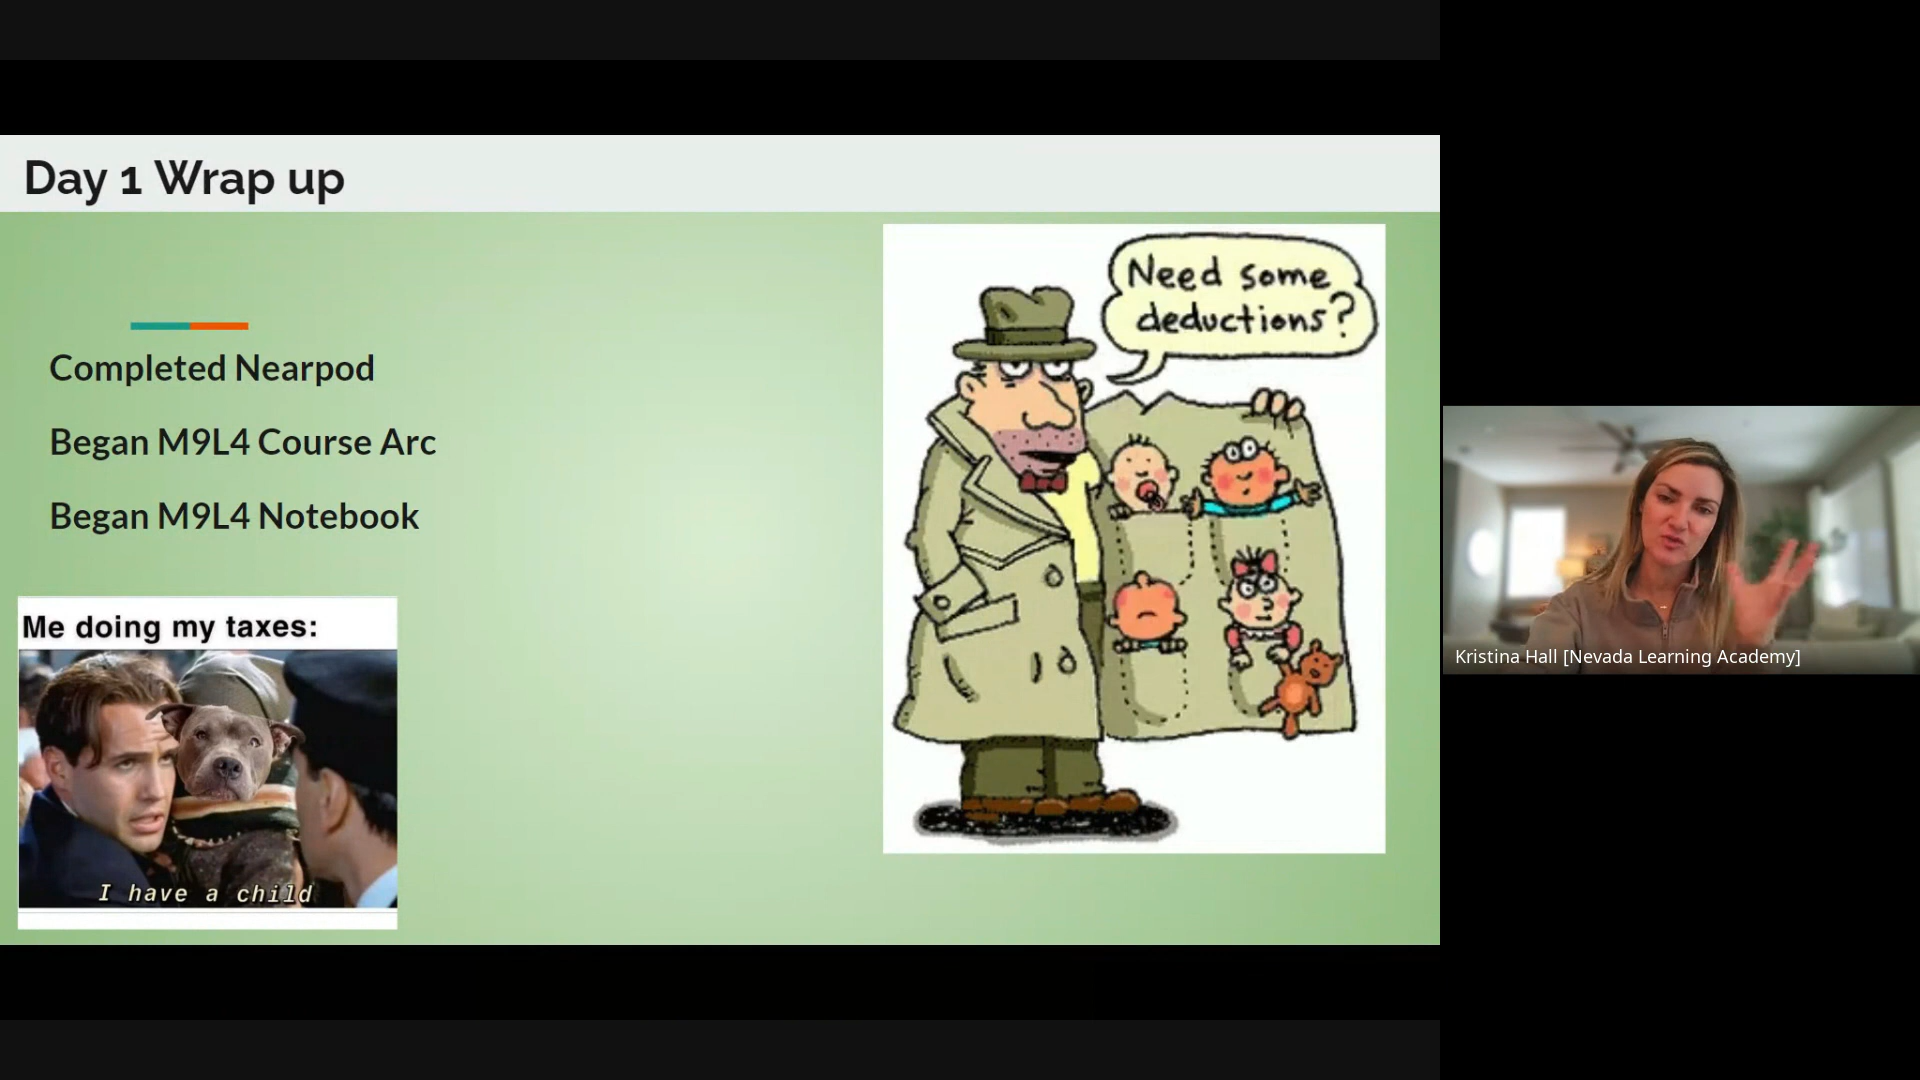 Day 1 Wrap up
Need some
deductions?
Completed Nearpod
Began M9L4 Course Arc
Began M9L4 Notebook
Me doing my taxes:
I have a child
Kristina Hall [Nevada Learning Academy]